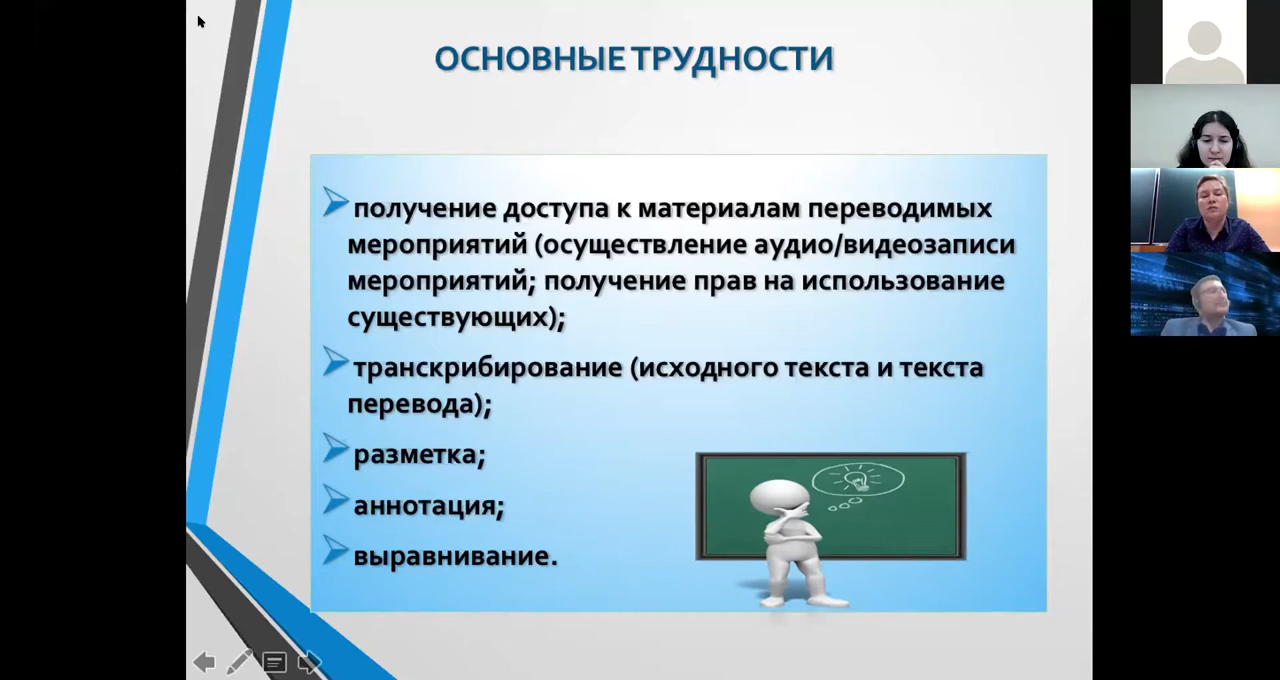 ОСНОВНЫЕ ТРУДНОСТИ
получение доступа к материалам переводимых
мероприятий (осуществление аудио/видеозаписи
мероприятий; получение прав на использование
существующих);
транскрибирование (исходного текста и текста
перевода);
разметка;
аннотация;
выравнивание.